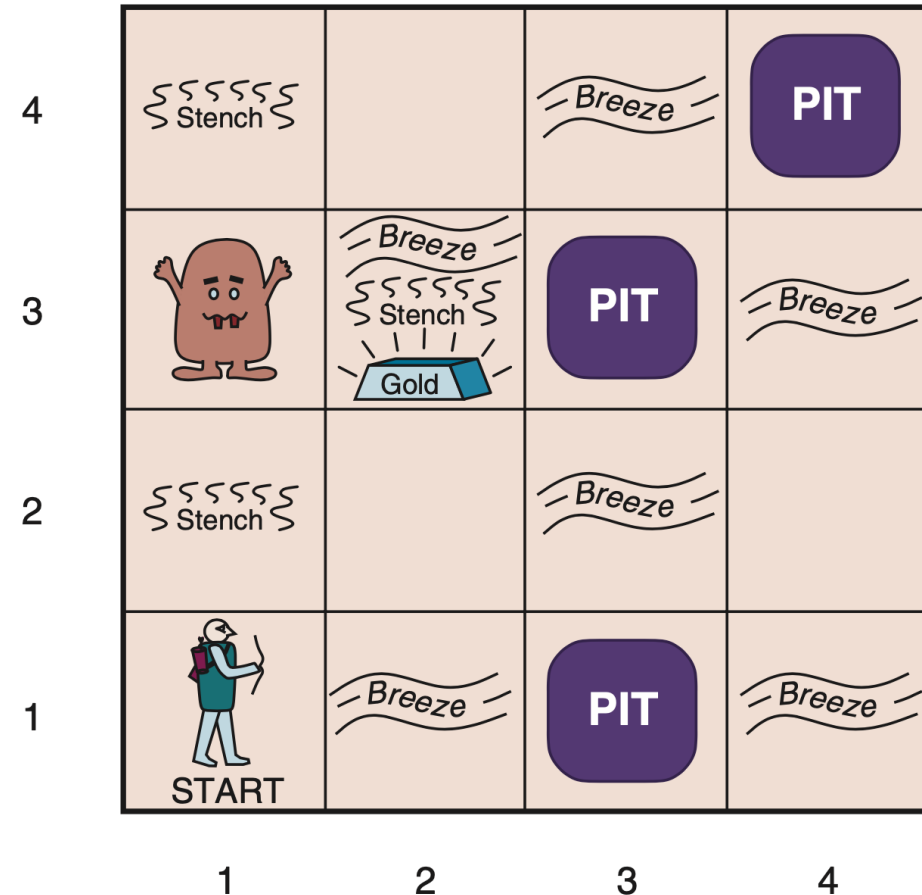 4
Stench
Breeze
PIT
3
Breeze
Stench
Gold
PIT
Breeze
2
Stench
Breeze
1
START
Breeze
PIT
Breeze
1 2 3 4